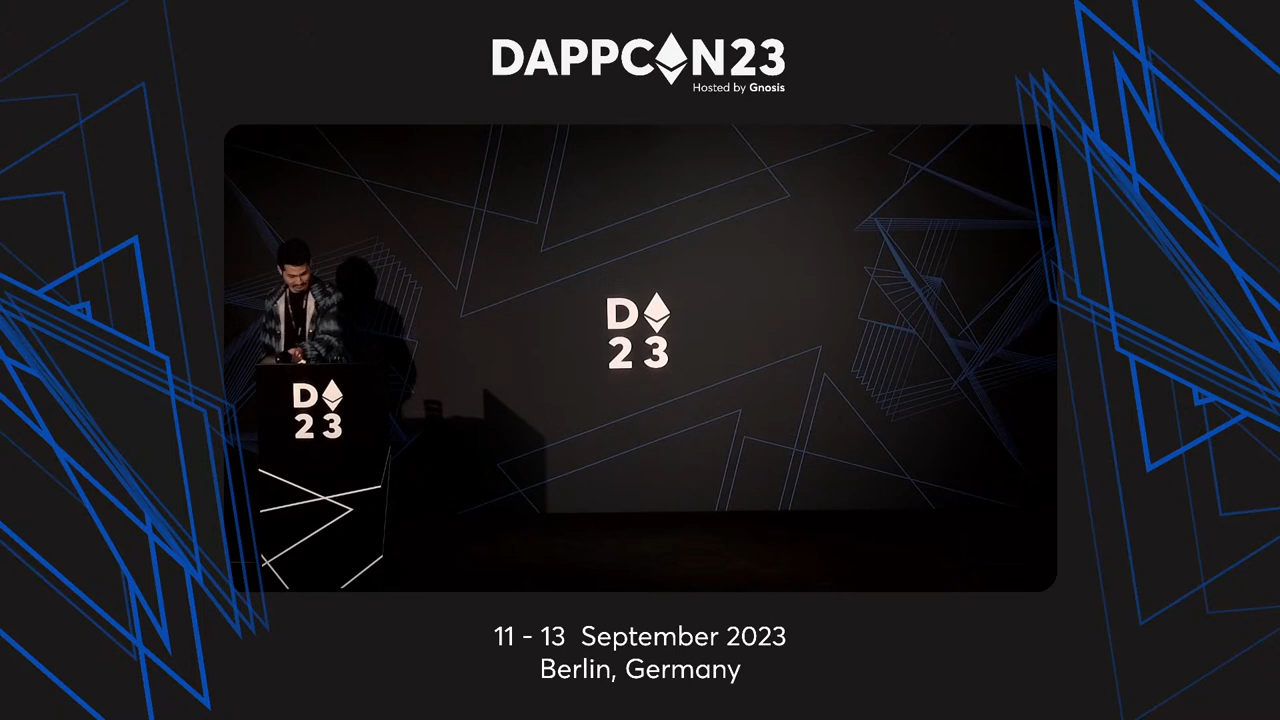 DAPPCON23
Hosted by Gnosis
D
23
D
23
11 - 13 September 2023
Berlin, Germany